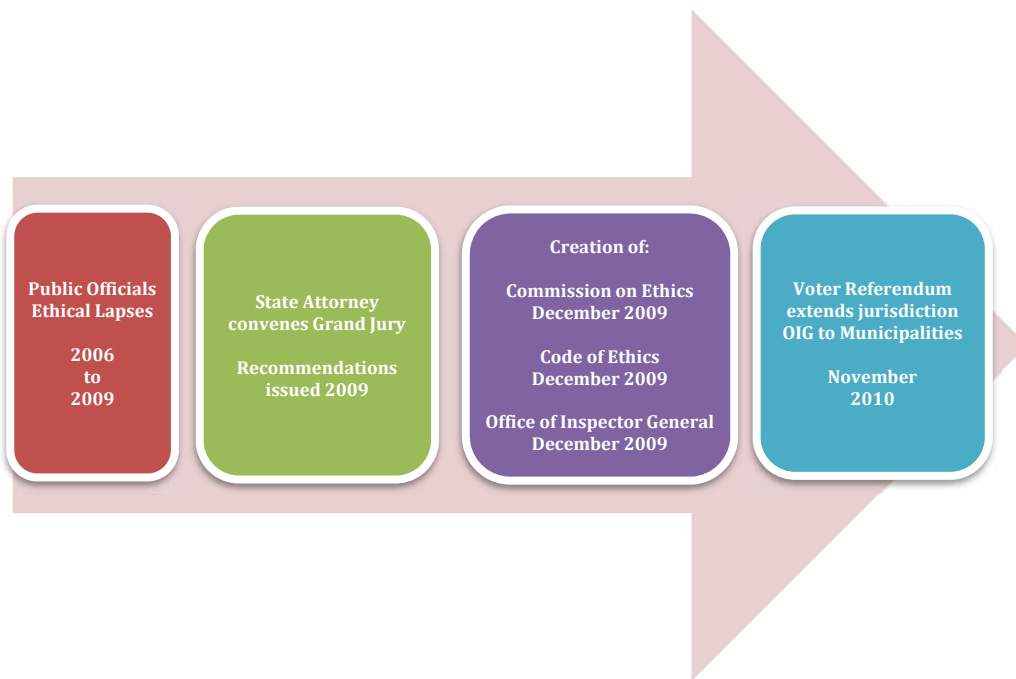 Public Officials
Ethical Lapses
2006
to
2009
State Attorney
convenes Grand Jury
Recommendations
issued 2009
Creation of:
Commission on Ethics
December 2009
Code of Ethics
December 2009
Office of Inspector General
December 2009
Voter Referendum
extends jurisdiction
OIG to Municipalities
November
2010